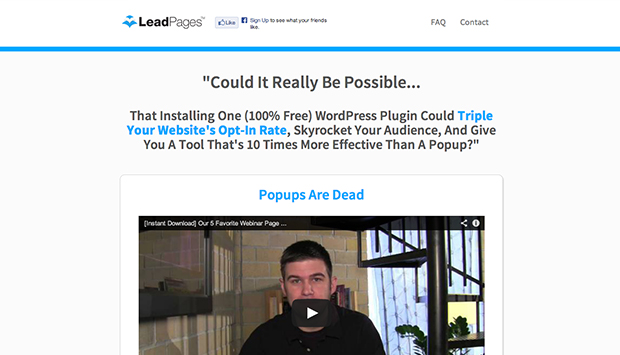 LeadPages™
Like
Sign Up to see what your friends
like.
FAQ
Contact
"Could It Really Be Possible...
That Installing One (100% Free) WordPress Plugin Could Triple
Your Website's Opt-In Rate, Skyrocket Your Audience, And Give
You A Tool That's 10 Times More Effective Than A Popup?"
Popups Are Dead
[Instant Download] Our 5 Favorite Webinar Page ...